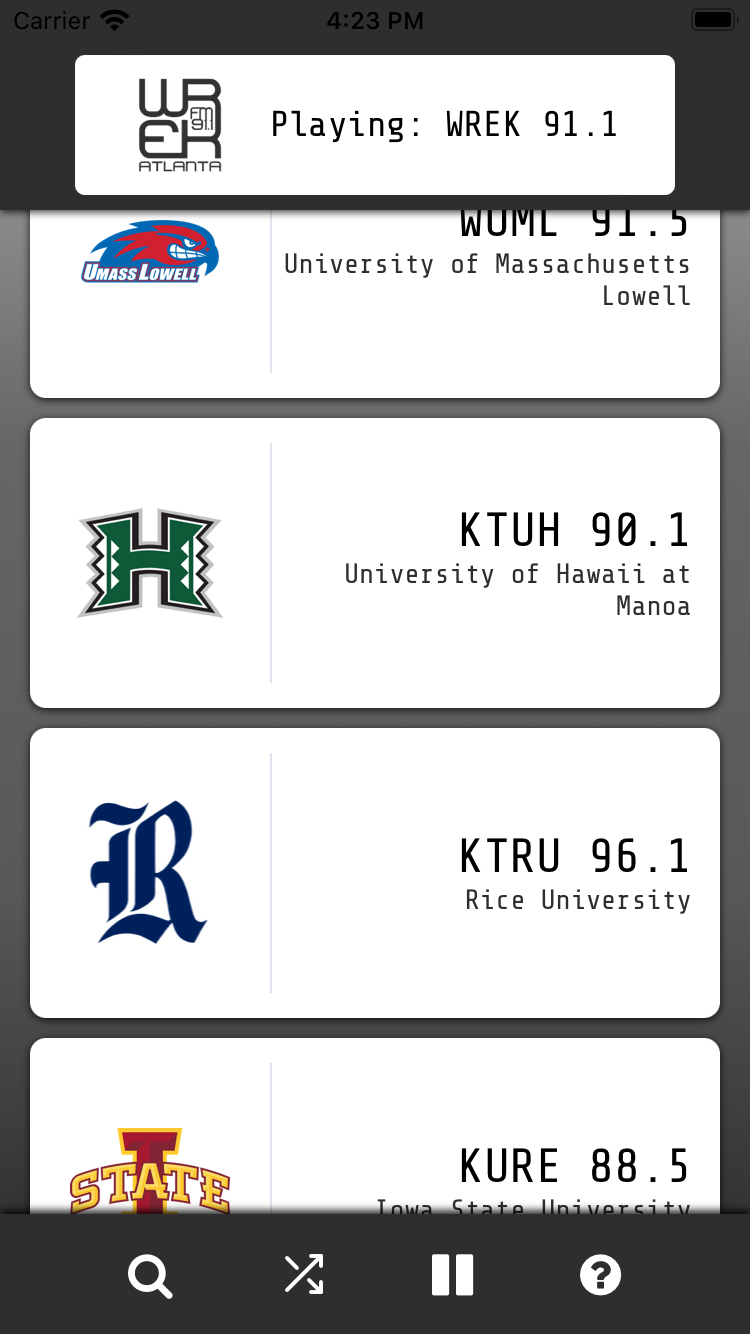 Carrier
4:23 PM
WR
FM
91.1
EK
ATLANTA
Playing: WREK 91.1
WUML 91.5
UMASS LOWELL
University of Massachusetts
Lowell
H
KTUH 90.1
University of Hawaii at
Manoa
R
KTRU 96.1
Rice University
I
STATE
KURE 88.5
Iowa State University
?